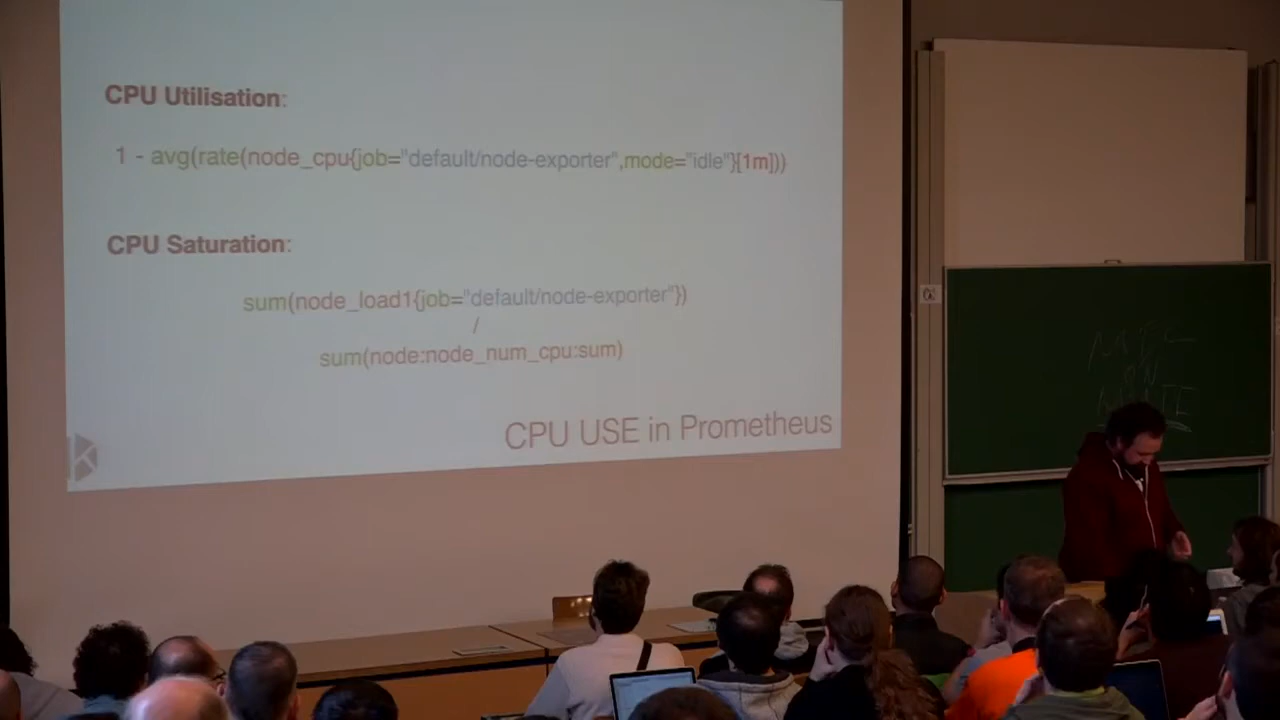 CPU Utilisation:
1 - avg(rate(node_cpu{job="default/node-exporter",mode="idle"}[1m]))
CPU Saturation:
sum(node_load1{job="default/node-exporter"})
/
sum(node:node_num_cpu:sum)
CPU USE in Prometheus
K